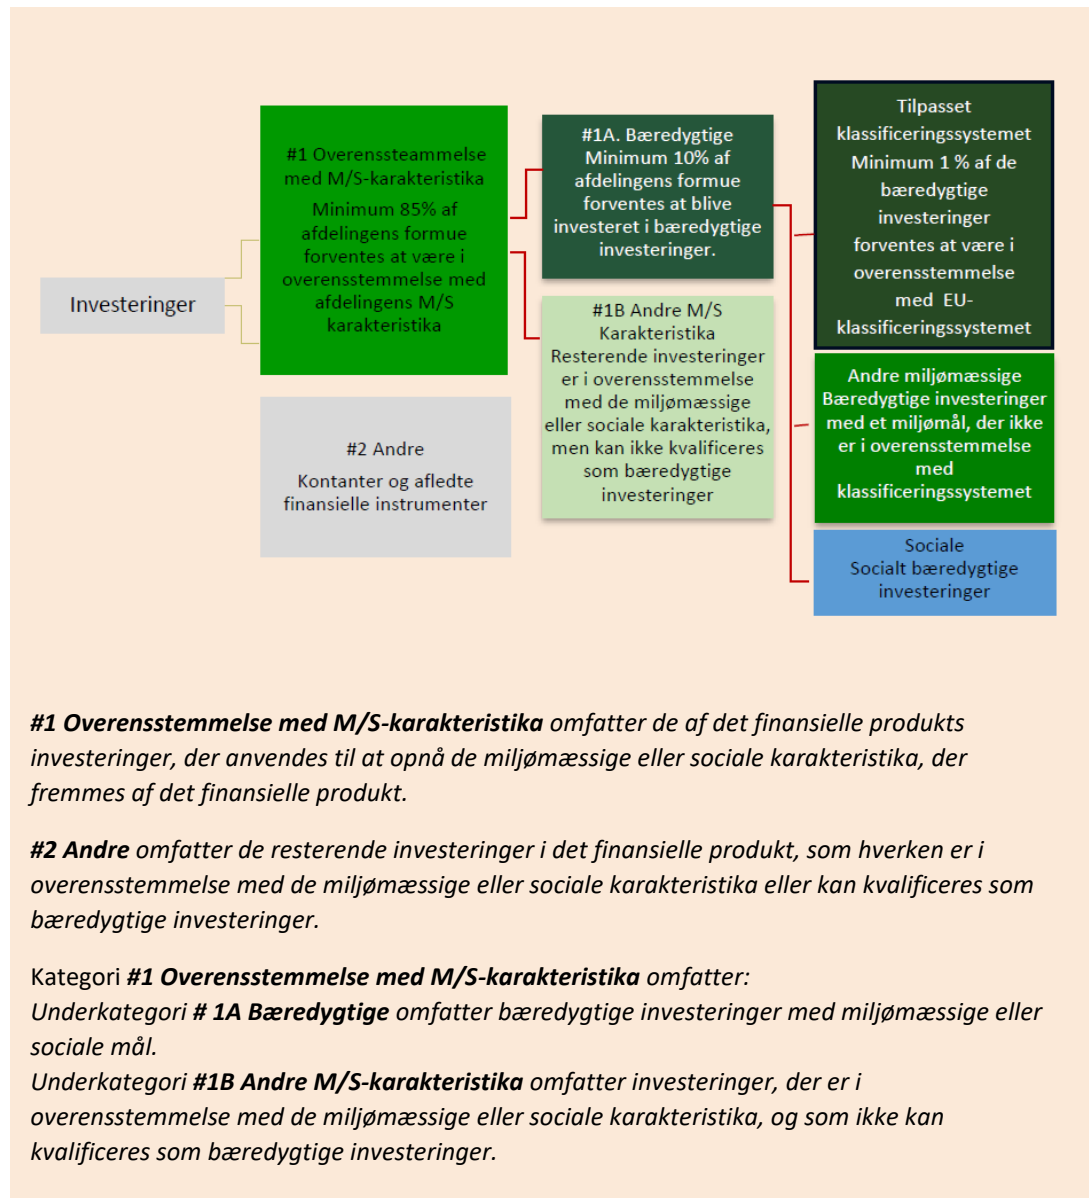 Investeringer
#1 Overenssteammelse
med M/S-karakteristika
Minimum 85% af
afdelingens formue
forventes at være i
overensstemmelse med
afdelingens M/S
karakteristika
#2 Andre
Kontanter og afledte
finansielle instrumenter
#1A. Bæredygtige
Minimum 10% af
afdelingens formue
forventes at blive
investeret i bæredygtige
investeringer.
#1B Andre M/S
Karakteristika
Resterende investeringer
er i overensstemmelse
med de miljømæssige
eller sociale karakteristika,
men kan ikke kvalificeres
som bæredygtige
investeringer
Tilpasset
klassificeringssystemet
Minimum 1 % af de
bæredygtige
investeringer
forventes at være i
overensstemmelse
med EU-
klassificeringssystemet
Andre miljømæssige
Bæredygtige investeringer
med et miljømål, der ikke
er i overensstemmelse
med
klassificeringssystemet
Sociale
Socialt bæredygtige
investeringer
#1 Overensstemmelse med M/S-karakteristika omfatter de af det finansielle produkts
investeringer, der anvendes til at opnå de miljømæssige eller sociale karakteristika, der
fremmes af det finansielle produkt.
#2 Andre omfatter de resterende investeringer i det finansielle produkt, som hverken er i
overensstemmelse med de miljømæssige eller sociale karakteristika eller kan kvalificeres som
bæredygtige investeringer.
Kategori #1 Overensstemmelse med M/S-karakteristika omfatter:
Underkategori # 1A Bæredygtige omfatter bæredygtige investeringer med miljømæssige eller
sociale mål.
Underkategori #1B Andre M/S-karakteristika omfatter investeringer, der er i
overensstemmelse med de miljømæssige eller sociale karakteristika, og som ikke kan
kvalificeres som bæredygtige investeringer.